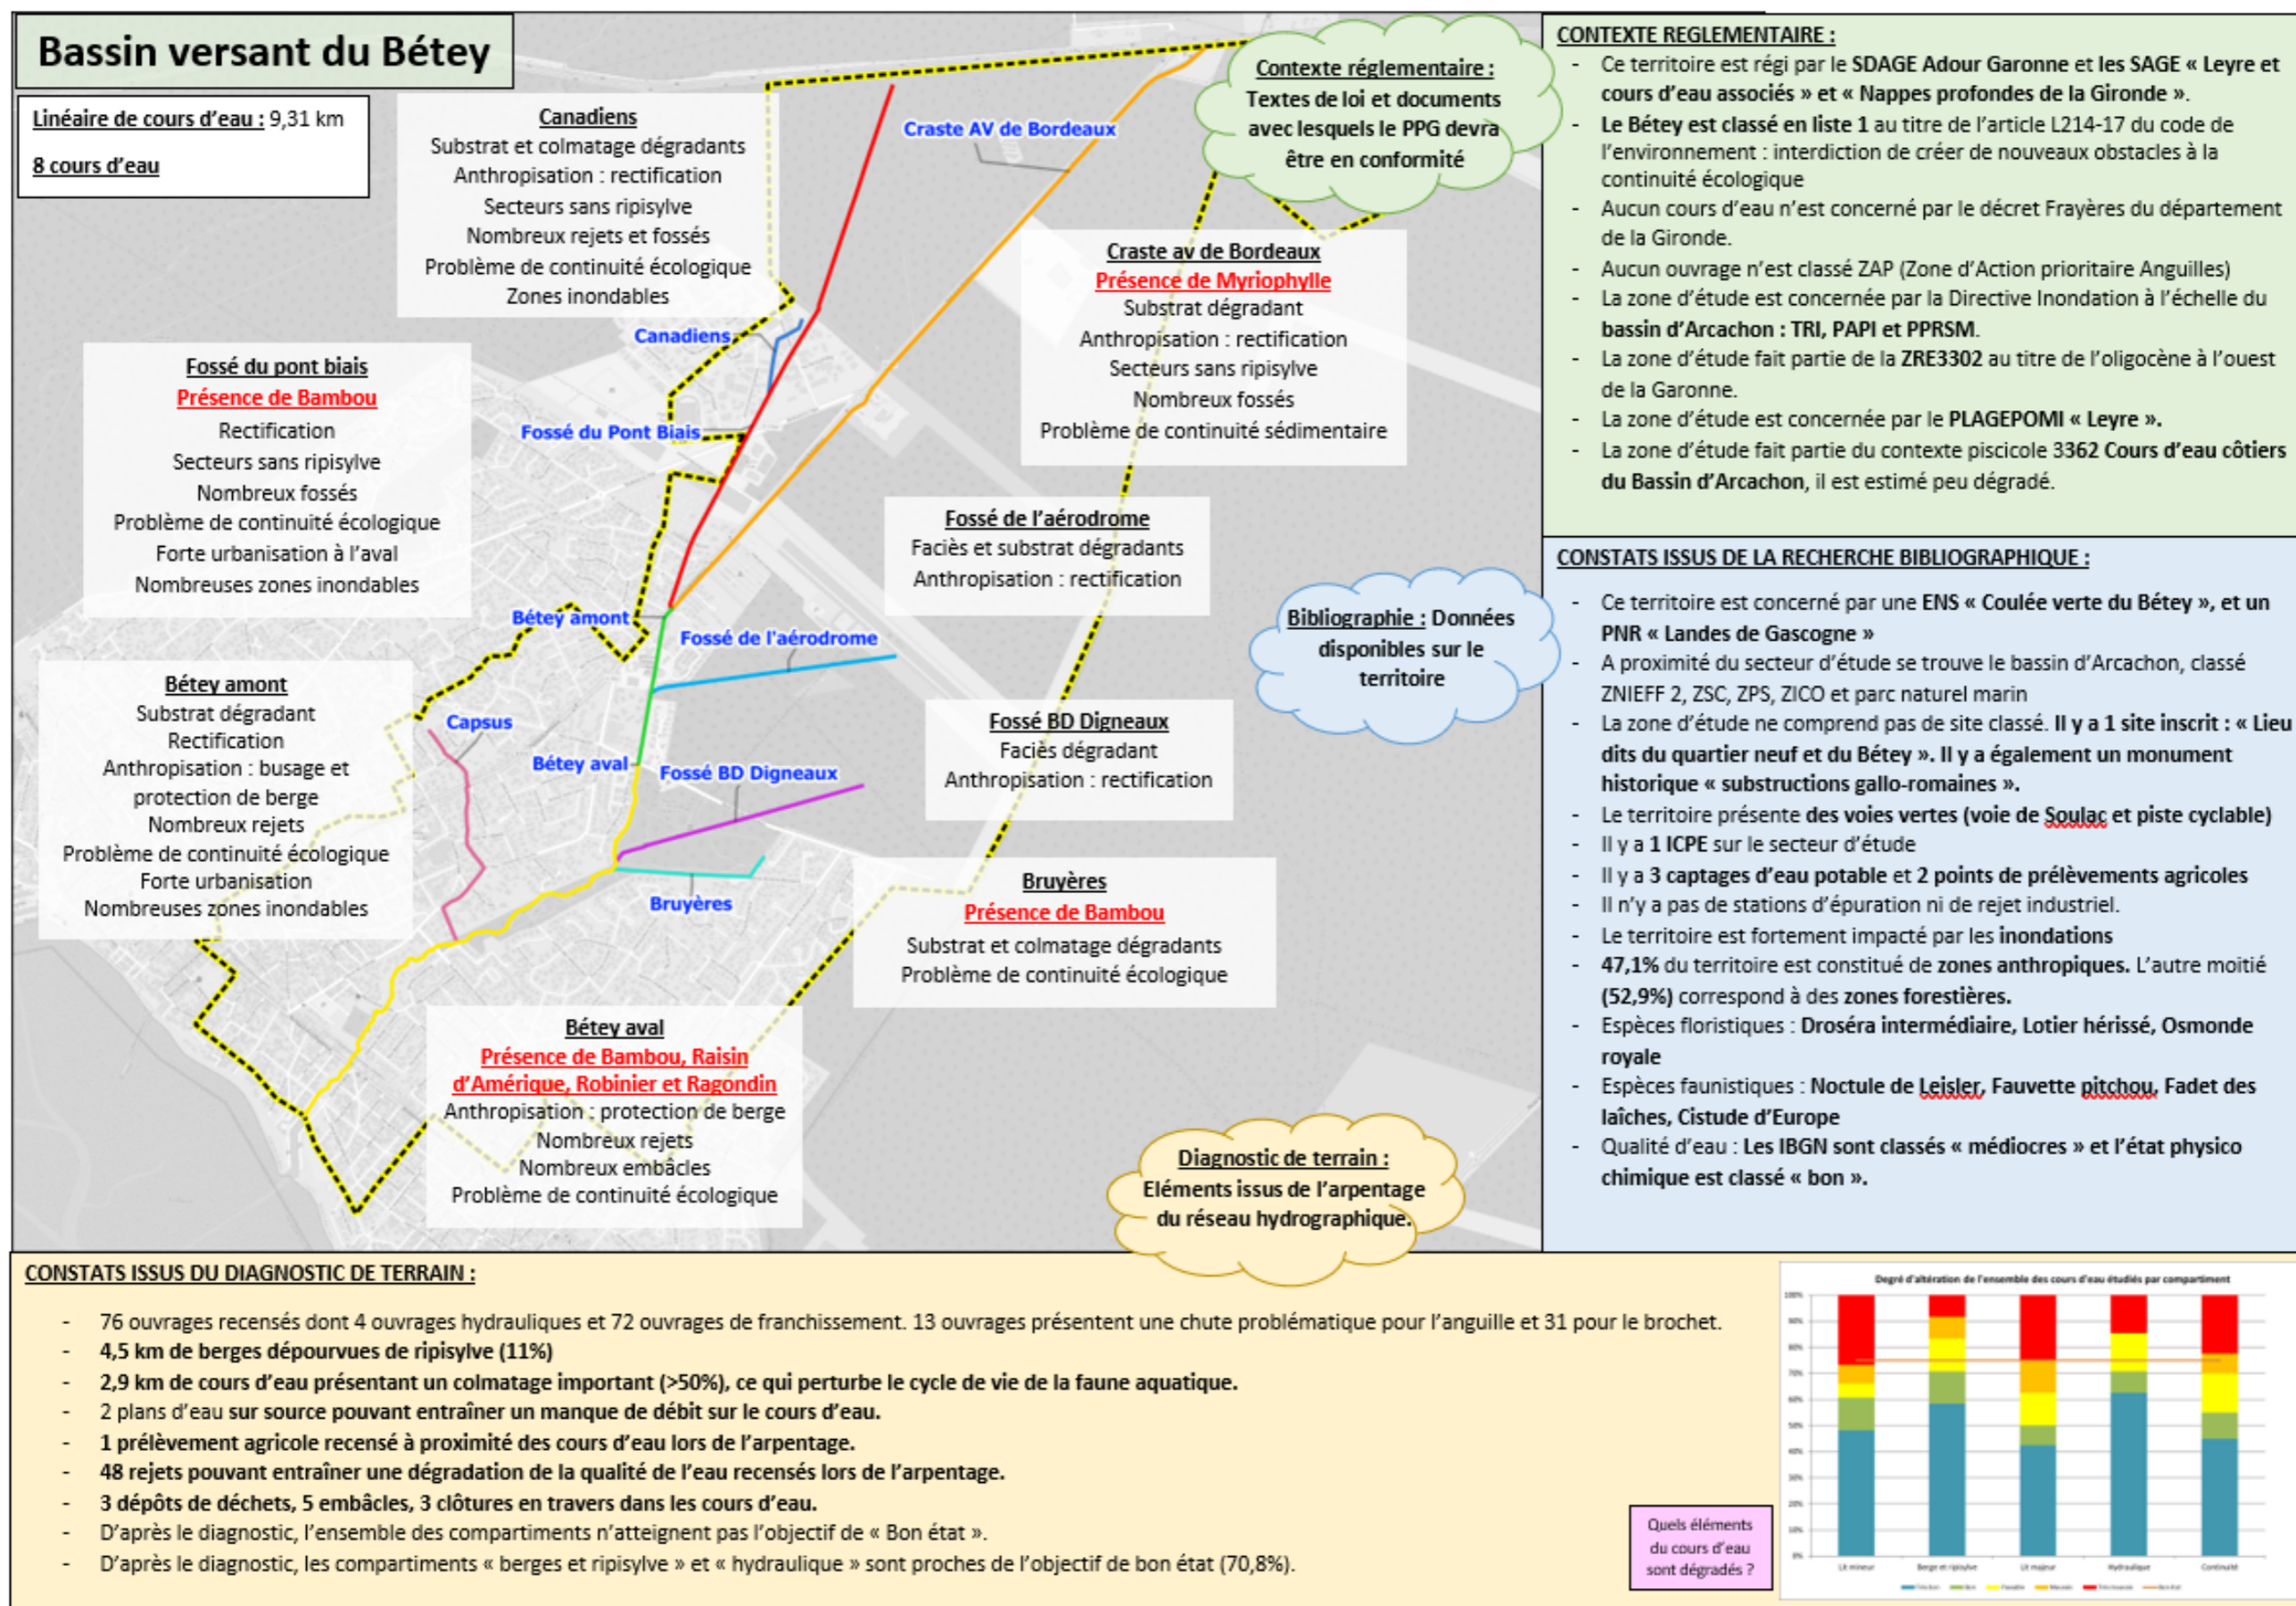 Bassin versant du Bétey
Linéaire de cours d'eau : 9,31 km
8 cours d'eau
Canadiens
Substrat et colmatage dégradants
Anthropisation : rectification
Secteurs sans ripisylve
Nombreux rejets et fossés
Problème de continuité écologique
Zones inondables
Craste AV de Bordeaux
Contexte réglementaire :
Textes de loi et documents
avec lesquels le PPG devra
être en conformité
Craste av de Bordeaux
Présence de Myriophylle
Substrat dégradant
Anthropisation : rectification
Secteurs sans ripisylve
Nombreux fossés
Problème de continuité sédimentaire
Canadiens
Fossé du pont biais
Présence de Bambou
Rectification
Secteurs sans ripisylve
Nombreux fossés
Problème de continuité écologique
Forte urbanisation à l'aval
Nombreuses zones inondables
Fossé du Pont Biais
Fossé de l'aérodrome
Faciès et substrat dégradants
Anthropisation : rectification
Bétey amont
Fossé de l'aérodrome
Bibliographie : Données
disponibles sur le
territoire
Bétey amont
Substrat dégradant
Rectification
Anthropisation : busage et
protection de berge
Nombreux rejets
Problème de continuité écologique
Forte urbanisation
Nombreuses zones inondables
Capsus
Bétey aval
Fossé BD Digneaux
Fossé BD Digneaux
Faciès dégradant
Anthropisation : rectification
Bruyères
Bruyères
Présence de Bambou
Substrat et colmatage dégradants
Problème de continuité écologique
Bétey aval
Présence de Bambou, Raisin
d'Amérique, Robinier et Ragondin
Anthropisation : protection de berge
Nombreux rejets
Nombreux embâcles
Problème de continuité écologique
Diagnostic de terrain :
Eléments issus de l'arpentage
du réseau hydrographique.
CONTEXTE REGLEMENTAIRE :
- Ce territoire est régi par le SDAGE Adour Garonne et les SAGE « Leyre et
cours d'eau associés » et « Nappes profondes de la Gironde ».
- Le Bétey est classé en liste 1 au titre de l'article L214-17 du code de
l'environnement : interdiction de créer de nouveaux obstacles à la
continuité écologique
- Aucun cours d'eau n'est concerné par le décret Frayères du département
de la Gironde.
- Aucun ouvrage n'est classé ZAP (Zone d'Action prioritaire Anguilles)
- La zone d'étude est concernée par la Directive Inondation à l'échelle du
bassin d'Arcachon : TRI, PAPI et PPRSM.
- La zone d'étude fait partie de la ZRE3302 au titre de l'oligocène à l'ouest
de la Garonne.
- La zone d'étude est concernée par le PLAGEPOMI « Leyre ».
- La zone d'étude fait partie du contexte piscicole 3362 Cours d'eau côtiers
du Bassin d'Arcachon, il est estimé peu dégradé.
CONSTATS ISSUS DE LA RECHERCHE BIBLIOGRAPHIQUE :
- Ce territoire est concerné par une ENS « Coulée verte du Bétey », et un
PNR « Landes de Gascogne »
- A proximité du secteur d'étude se trouve le bassin d'Arcachon, classé
ZNIEFF 2, ZSC, ZPS, ZICO et parc naturel marin
- La zone d'étude ne comprend pas de site classé. Il y a 1 site inscrit : « Lieu
dits du quartier neuf et du Bétey ». Il y a également un monument
historique « substructions gallo-romaines ».
- Le territoire présente des voies vertes (voie de Soulac et piste cyclable)
- Il y a 1 ICPE sur le secteur d'étude
- Il y a 3 captages d'eau potable et 2 points de prélèvements agricoles
- Il n'y a pas de stations d'épuration ni de rejet industriel.
- Le territoire est fortement impacté par les inondations
- 47,1% du territoire est constitué de zones anthropiques. L'autre moitié
(52,9%) correspond à des zones forestières.
- Espèces floristiques : Droséra intermédiaire, Lotier hérissé, Osmonde
royale
- Espèces faunistiques : Noctule de Leisler, Fauvette pitchou, Fadet des
laîches, Cistude d'Europe
- Qualité d'eau : Les IBGN sont classés « médiocres » et l'état physico
chimique est classé « bon ».
CONSTATS ISSUS DU DIAGNOSTIC DE TERRAIN :
- 76 ouvrages recensés dont 4 ouvrages hydrauliques et 72 ouvrages de franchissement. 13 ouvrages présentent une chute problématique pour l'anguille et 31 pour le brochet.
- 4,5 km de berges dépourvues de ripisylve (11%)
- 2,9 km de cours d'eau présentant un colmatage important (>50%), ce qui perturbe le cycle de vie de la faune aquatique.
- 2 plans d'eau sur source pouvant entraîner un manque de débit sur le cours d'eau.
- 1 prélèvement agricole recensé à proximité des cours d'eau lors de l'arpentage.
- 48 rejets pouvant entraîner une dégradation de la qualité de l'eau recensés lors de l'arpentage.
- 3 dépôts de déchets, 5 embâcles, 3 clôtures en travers dans les cours d'eau.
- D'après le diagnostic, l'ensemble des compartiments n'atteignent pas l'objectif de « Bon état ».
- D'après le diagnostic, les compartiments « berges et ripisylve » et « hydraulique » sont proches de l'objectif de bon état (70,8%).
Quels éléments
du cours d'eau
sont dégradés ?
Degré d'altération de l'ensemble des cours d'eau étudiés par compartiment
100%
90%
80%
70%
60%
50%
40%
30%
20%
10%
0%
Lit mineur Berge et ripisylve Lit majeur Hydraulique Continuité
Très bon Bon Passable Mauvais Très mauvais Bon état